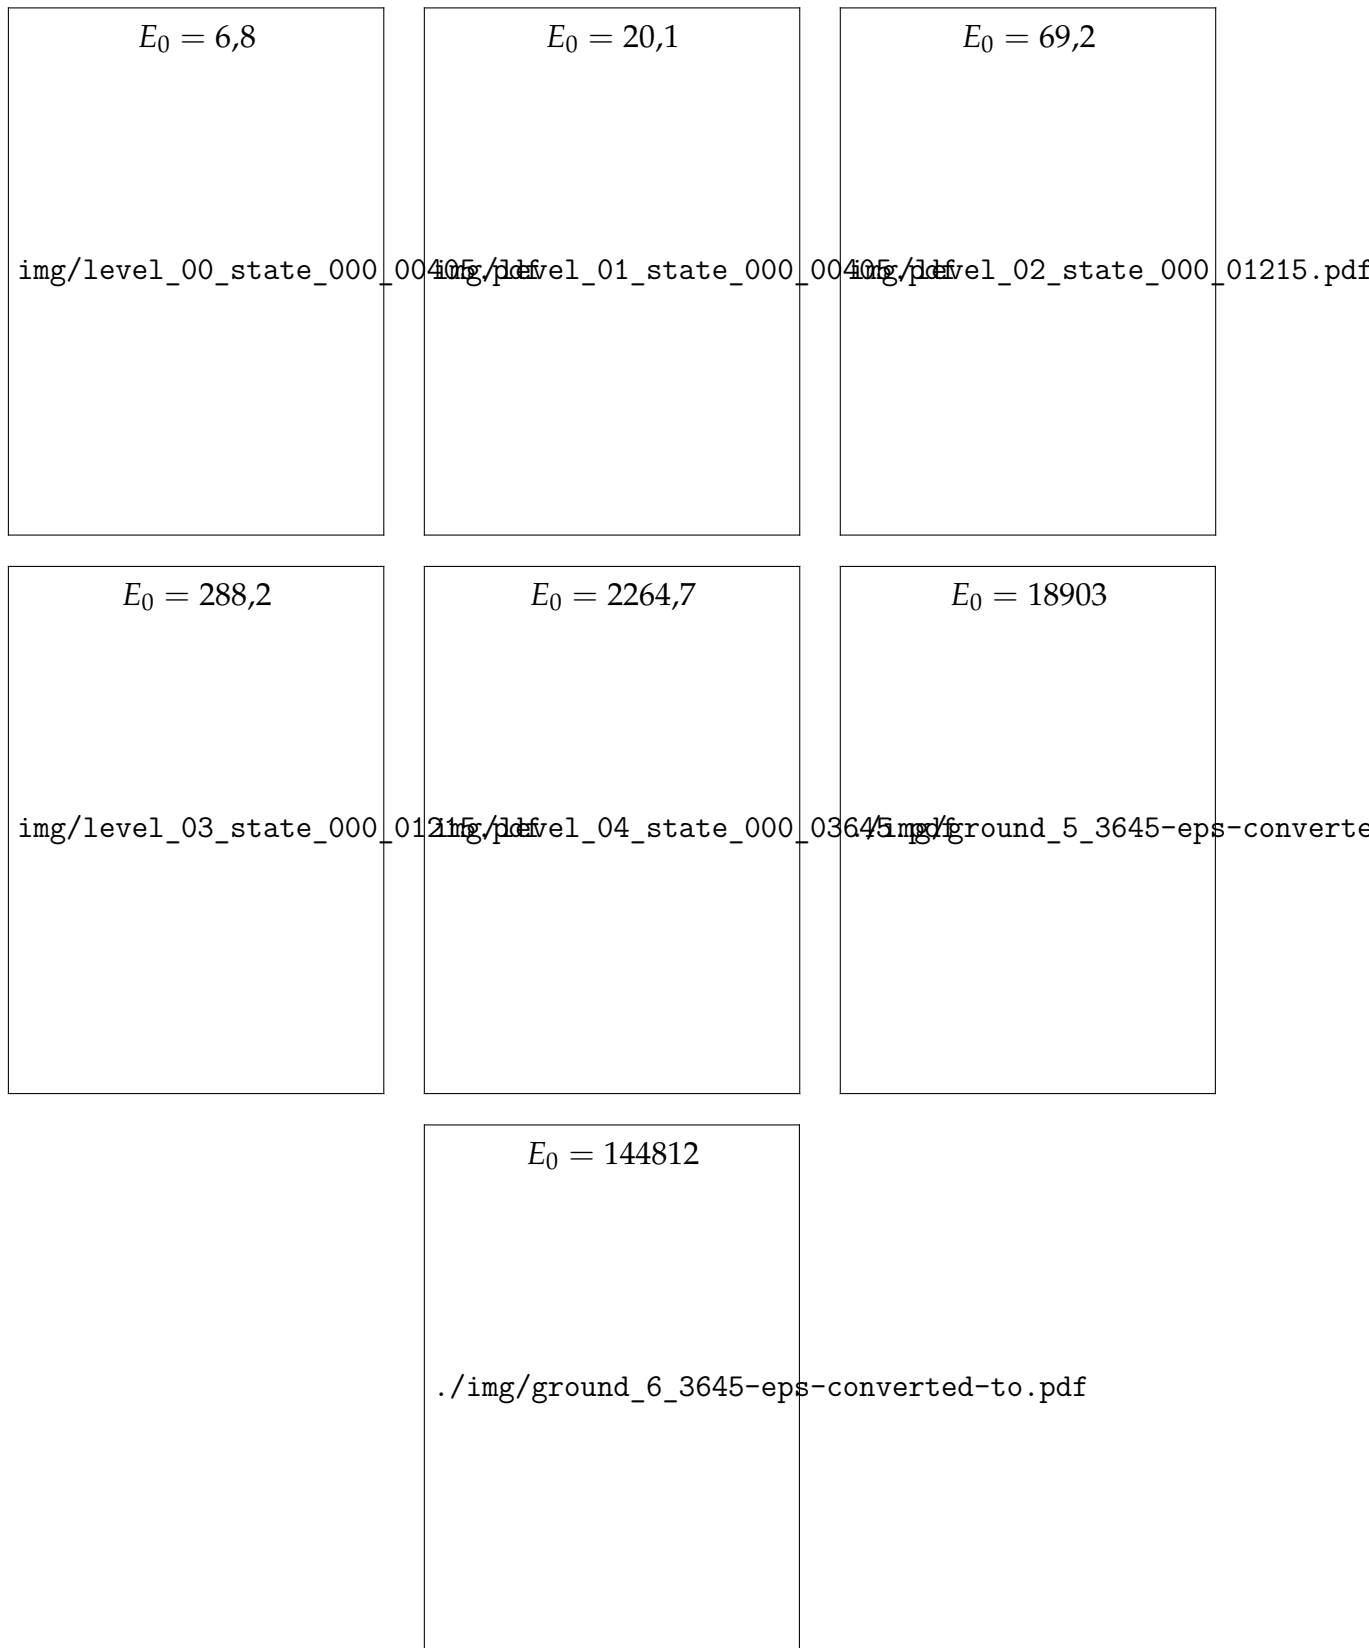 E₀ = 6,8
E₀ = 20,1
E₀ = 69,2
img/level_00_state_000_00405.pdf
img/level_01_state_000_00405.pdf
img/level_02_state_000_01215.pdf
E₀ = 288,2
E₀ = 2264,7
E₀ = 18903
img/level_03_state_000_01215.pdf
img/level_04_state_000_03645.pdf
./img/ground_5_3645-eps-converte
E₀ = 144812
./img/ground_6_3645-eps-converted-to.pdf